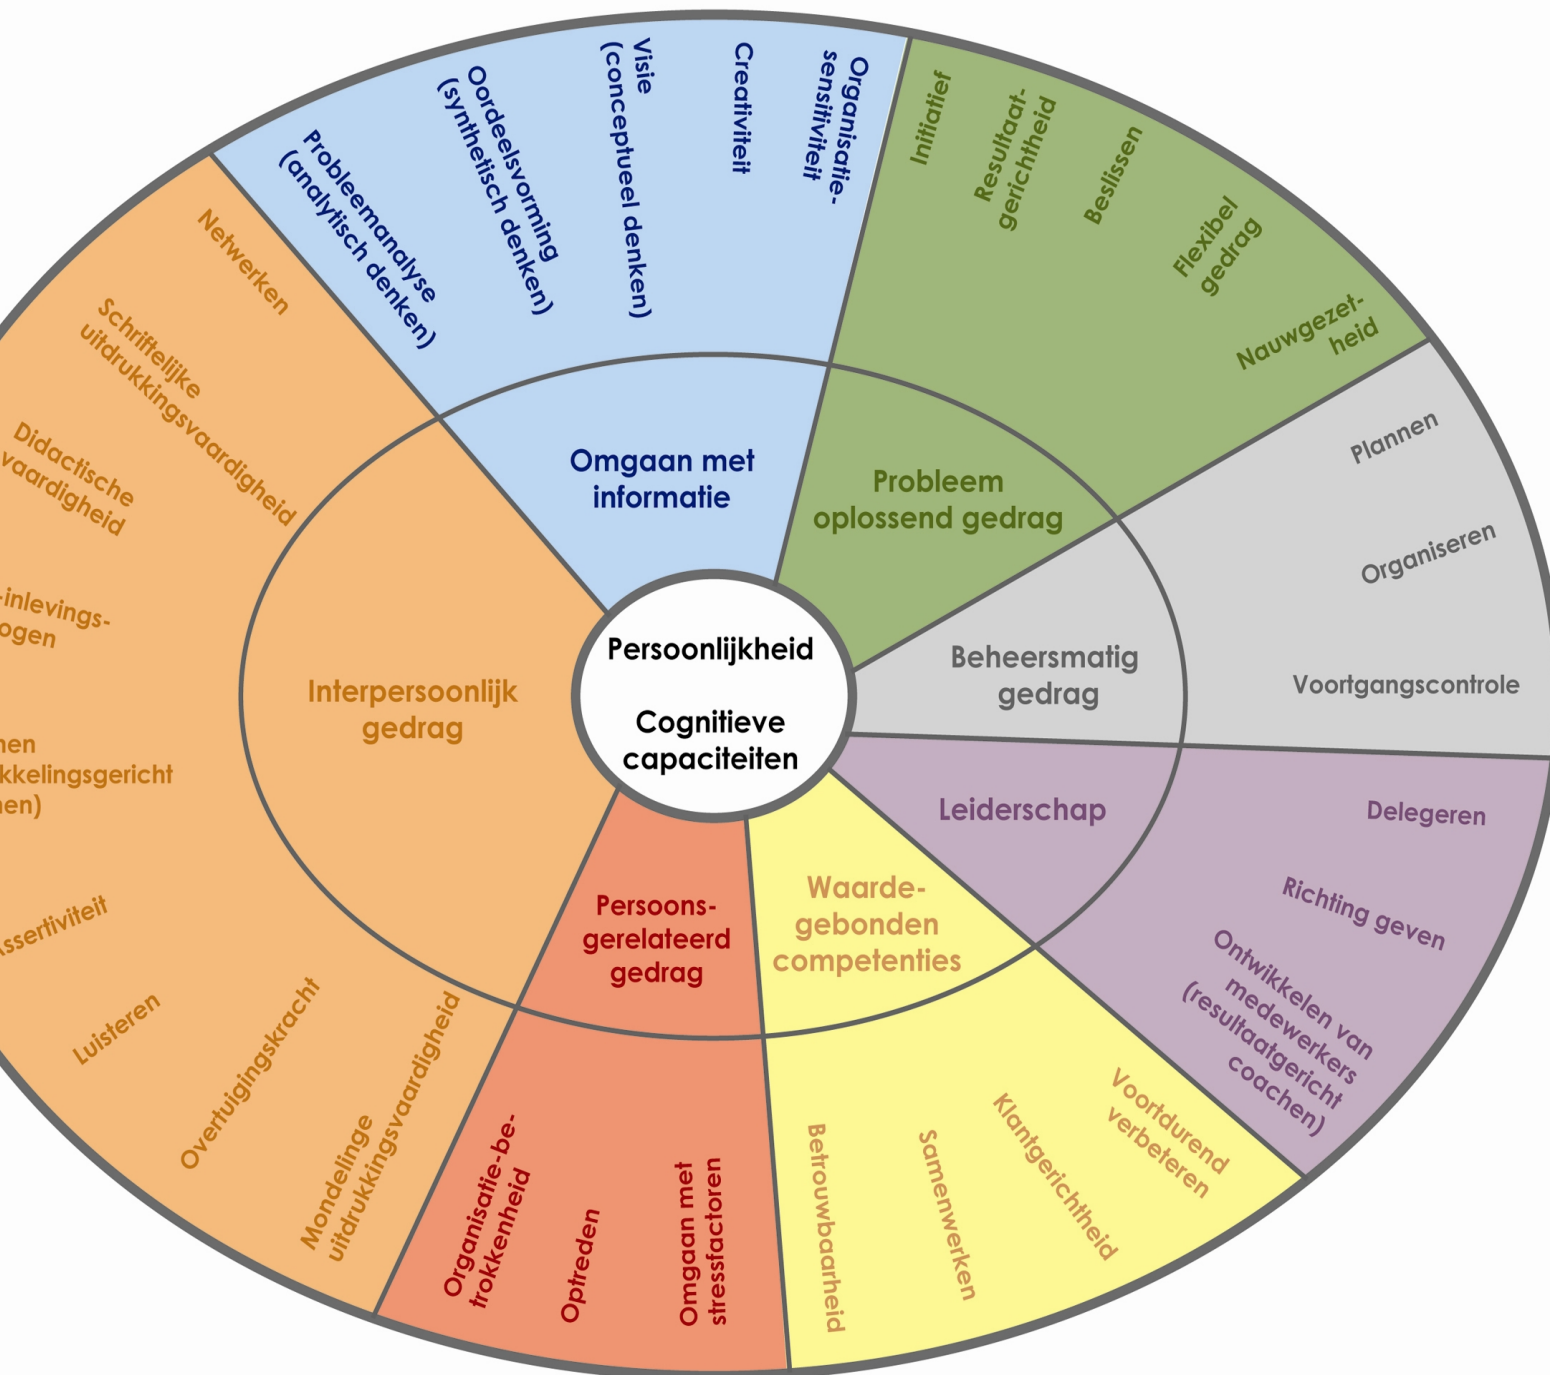 Persoonlijkheid
Cognitieve
capaciteiten
Omgaan met
informatie
Probleemanalyse
(analytisch denken)
Oordeelsvorming
(synthetisch denken)
Visie
(conceptueel denken)
Creativiteit
Organisatie-
sensitiviteit
Probleem
oplossend gedrag
Initiatief
Resultaat-
gerichtheid
Beslissen
Flexibel
gedrag
Nauwgezet-
heid
Beheersmatig
gedrag
Plannen
Organiseren
Voortgangscontrole
Leiderschap
Delegeren
Richting geven
Ontwikkelen van
medewerkers
(resultaatgericht
coachen)
Waarde-
gebonden
competenties
Voortdurend
verbeteren
Klantgerichtheid
Samenwerken
Betrouwbaarheid
Persoons-
gerelateerd
gedrag
Omgaan met
stressfactoren
Optreden
Organisatie-be-
trokkenheid
Interpersoonlijk
gedrag
Mondelinge
uitdrukkingsvaardigheid
Overtuigingskracht
Luisteren
ssertiviteit
nen
kkelingsgericht
nen)
-inlevings-
ogen
Didactische
vaardigheid
Schriftelijke
uitdrukkingsvaardigheid
Netwerken